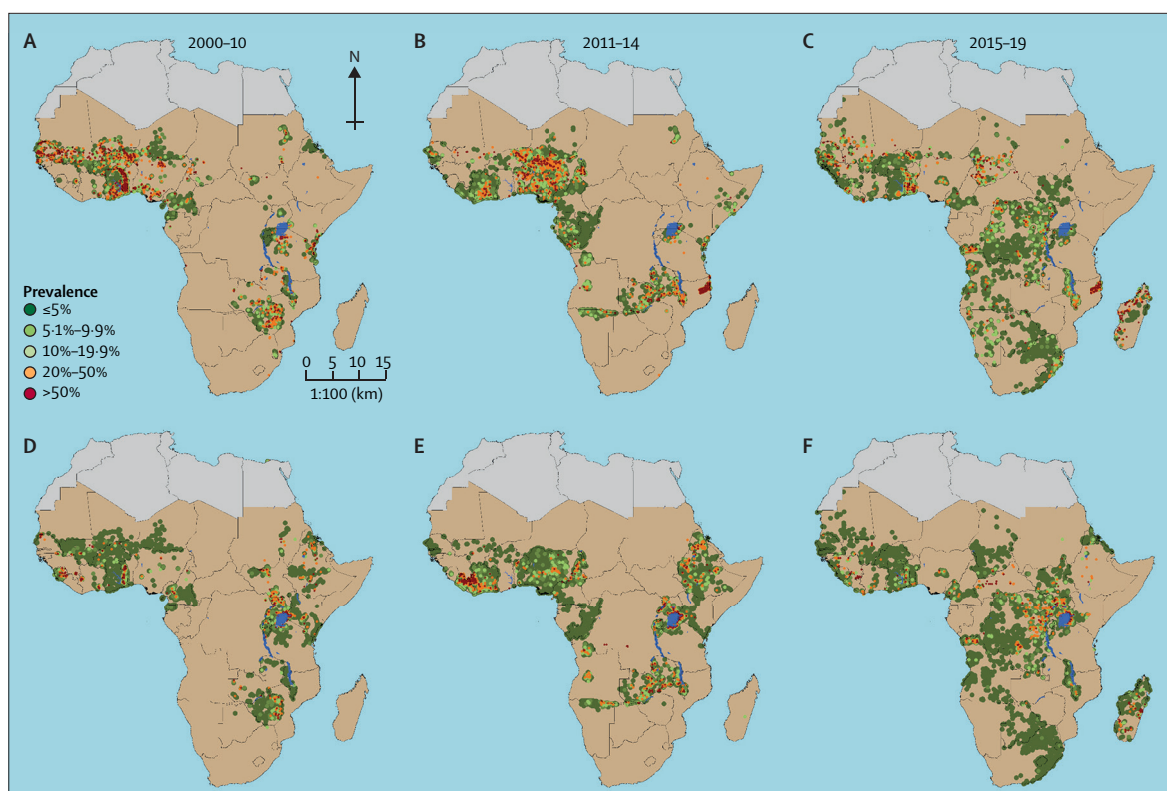 A
2000–10
B
2011–14
C
2015–19
N
Prevalence
≤5%
5·1%–9·9%
10%–19·9%
20%–50%
>50%
0 5 10 15
1:100 (km)
D
E
F